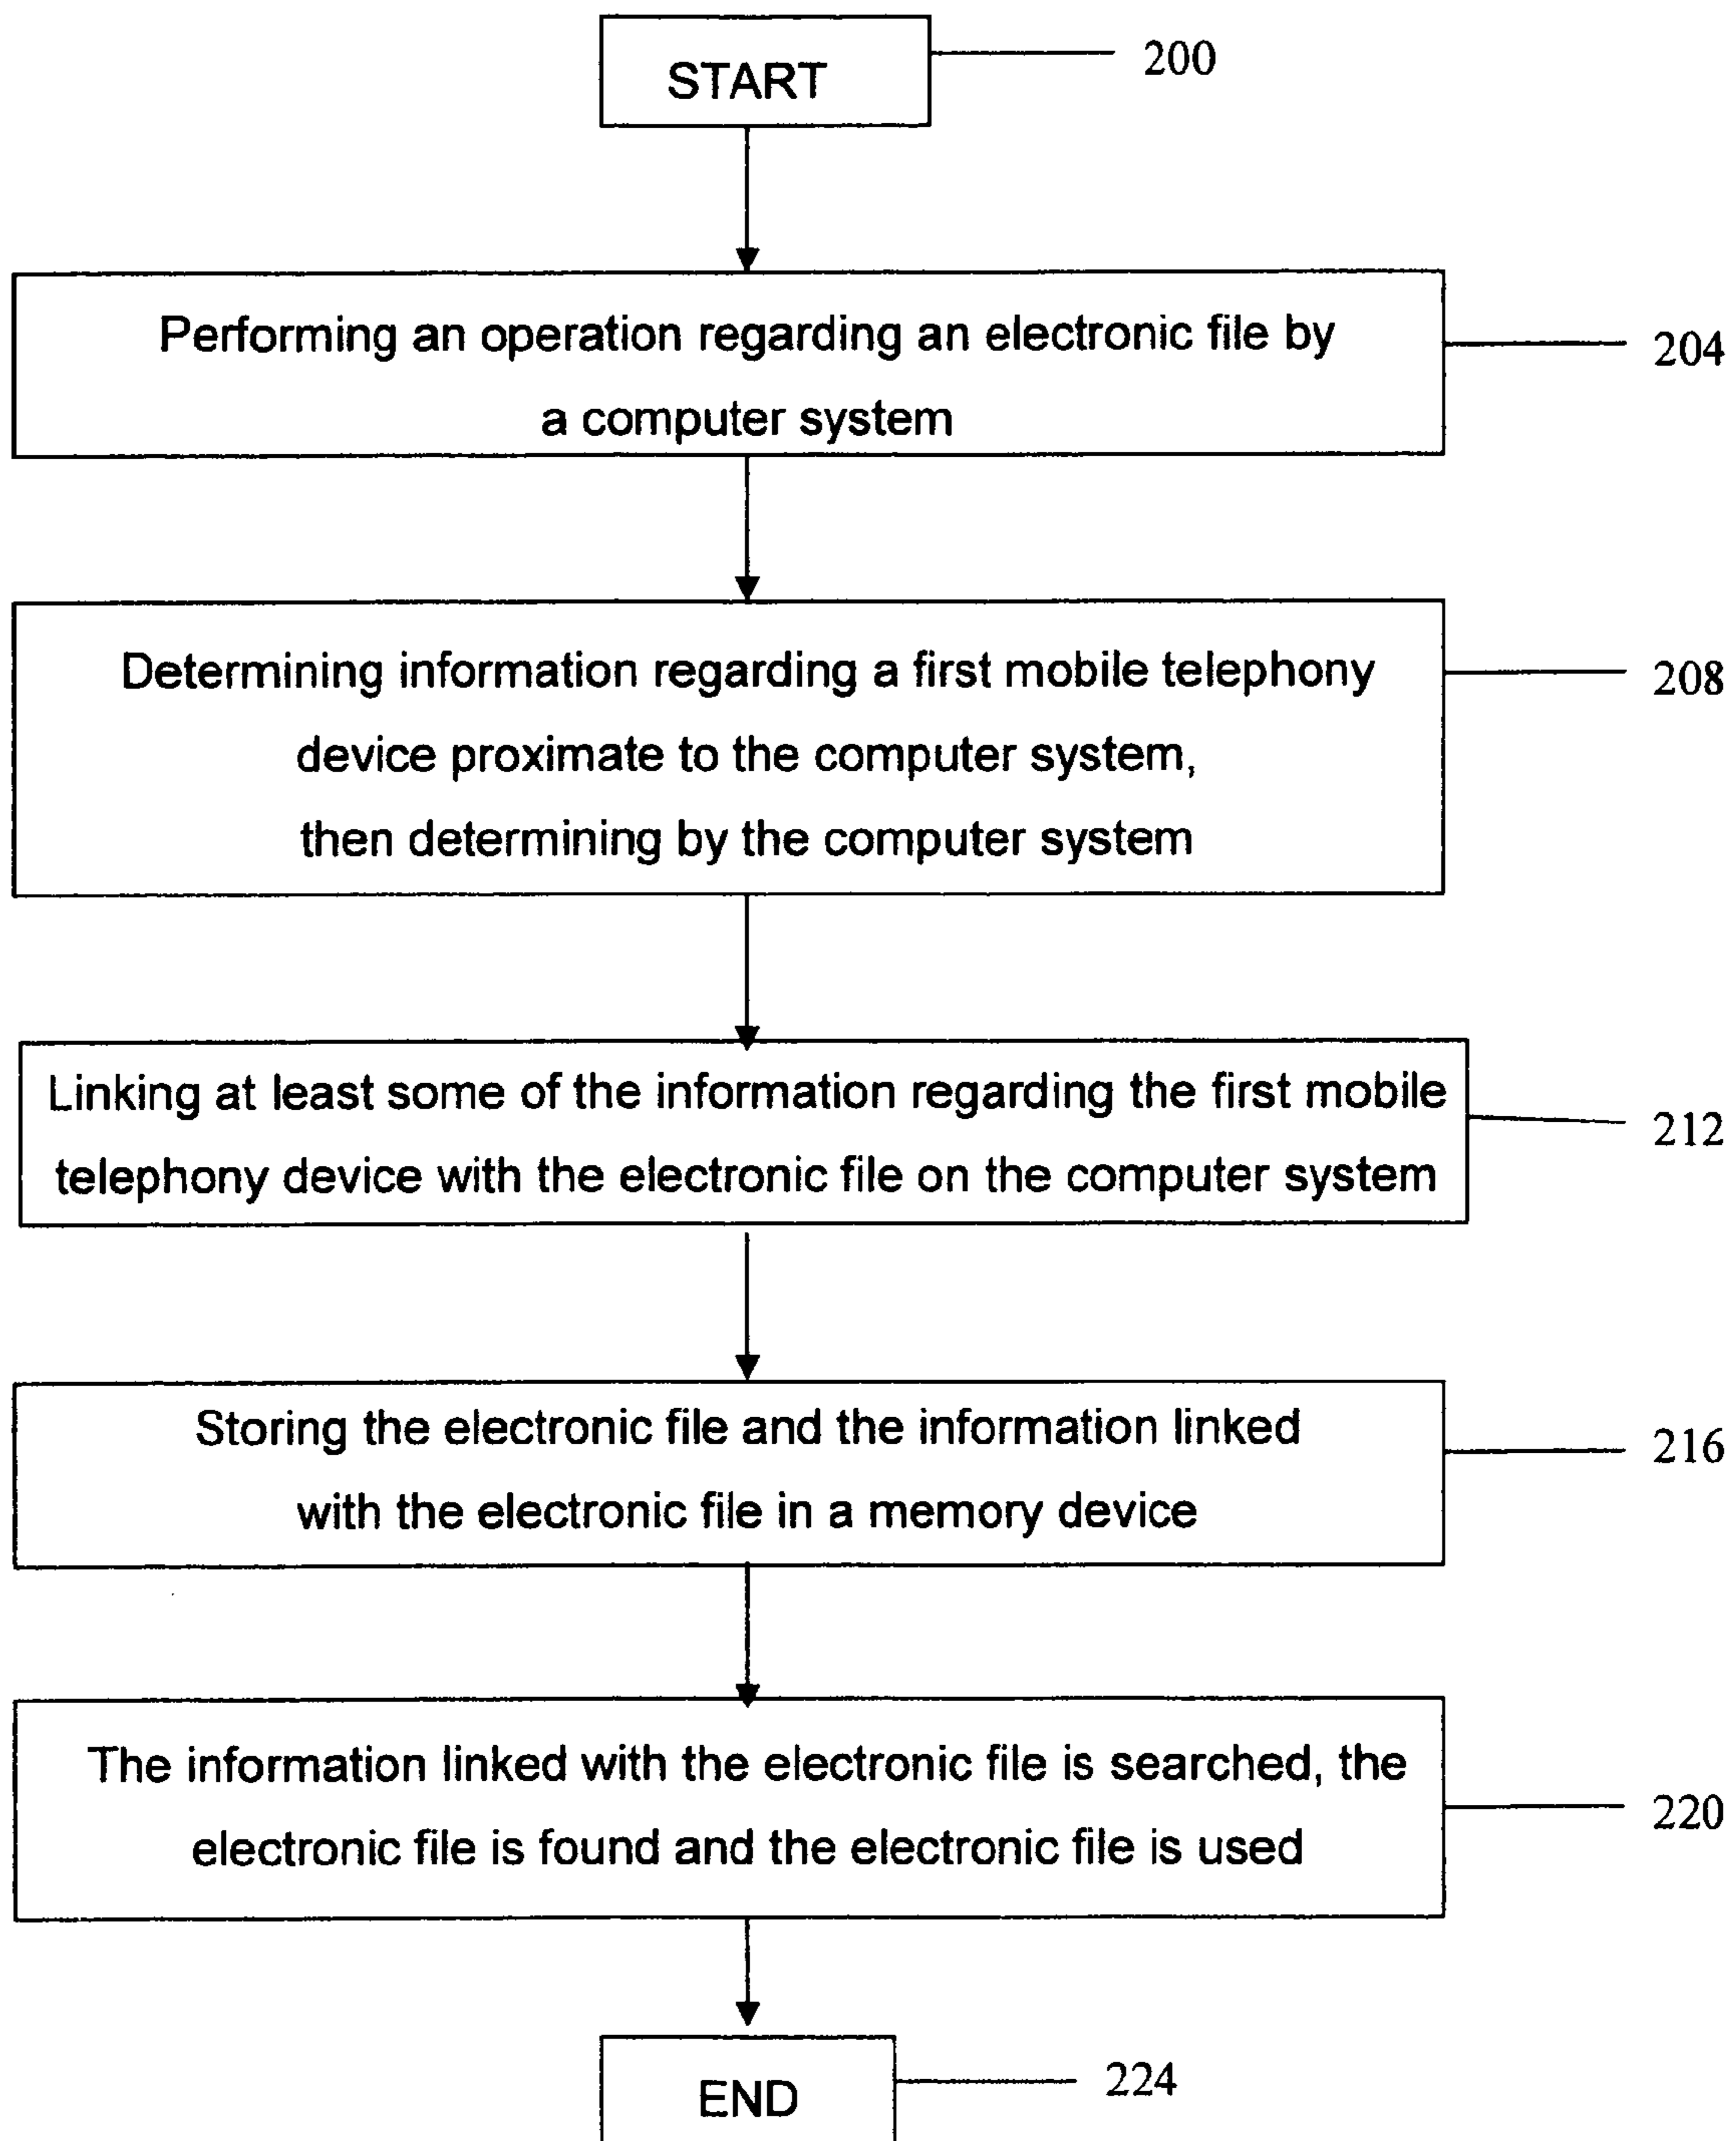 START
200
Performing an operation regarding an electronic file by
a computer system
204
Determining information regarding a first mobile telephony
device proximate to the computer system,
then determining by the computer system
208
Linking at least some of the information regarding the first mobile
telephony device with the electronic file on the computer system
212
Storing the electronic file and the information linked
with the electronic file in a memory device
216
The information linked with the electronic file is searched, the
electronic file is found and the electronic file is used
220
END
224